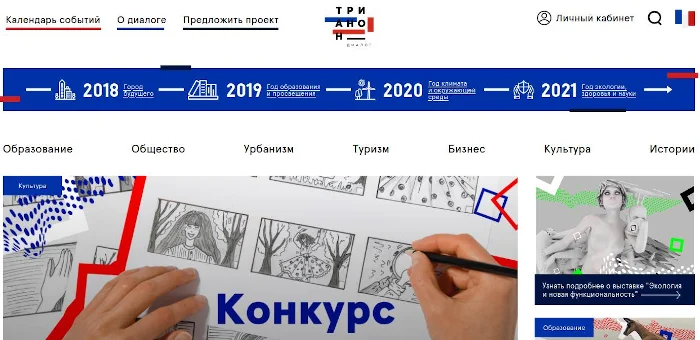 Календарь событий
О диалоге
Предложить проект
ТРИ
АНО
Н
диалог
Личный кабинет
2018 Город
будущего
2019 Год образования
и просвещения
2020 Год климата
и окружающей
среды
2021 Год экологии,
здоровья и науки
Образование
Общество
Урбанизм
Туризм
Бизнес
Культура
Истории
Культура
Конкурс
Узнать подробнее о выставке "Экология
и новая функциональность"
Образование